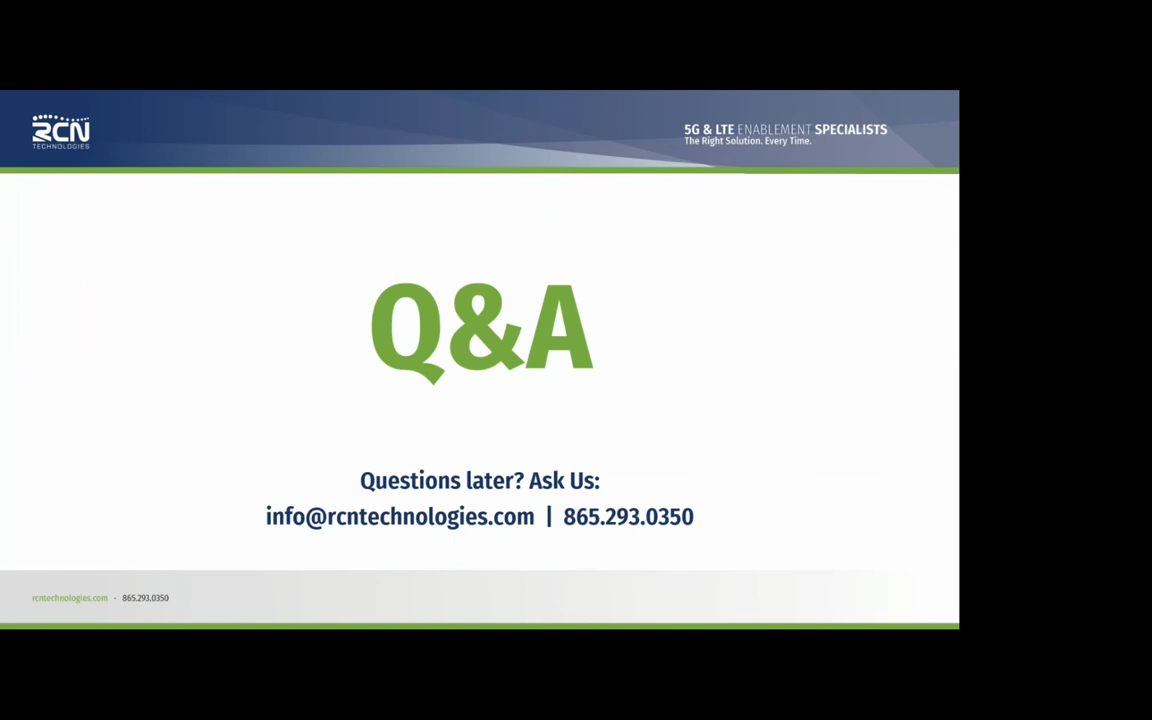 RCN
TECHNOLOGIES
5G & LTE ENABLEMENT SPECIALISTS
The Right Solution. Every Time.
Q&A
Questions later? Ask Us:
info@rcntechnologies.com | 865.293.0350
rcntechnologies.com · 865.293.0350